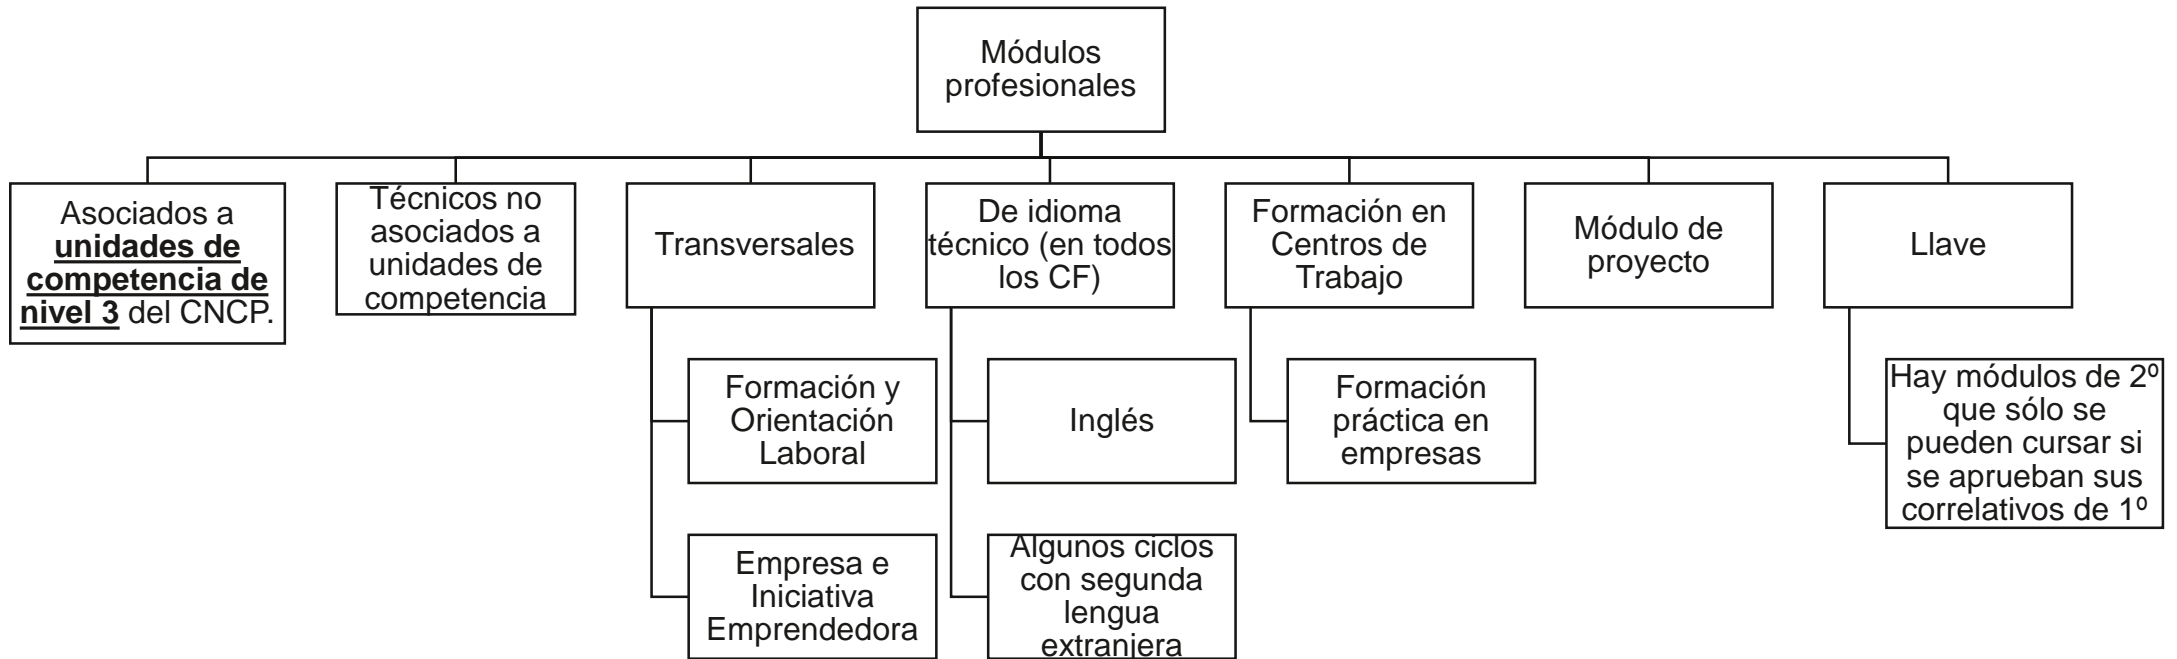 Módulos
profesionales
Asociados a
unidades de
competencia de
nivel 3 del CNCP.
Técnicos no
asociados a
unidades de
competencia
Transversales
De idioma
técnico (en todos
los CF)
Formación en
Centros de
Trabajo
Módulo de
proyecto
Llave
Formación y
Orientación
Laboral
Inglés
Formación
práctica en
empresas
Hay módulos de 2º
que sólo se
pueden cursar si
se aprueban sus
correlativos de 1º
Empresa e
Iniciativa
Emprendedora
Algunos ciclos
con segunda
lengua
extranjera